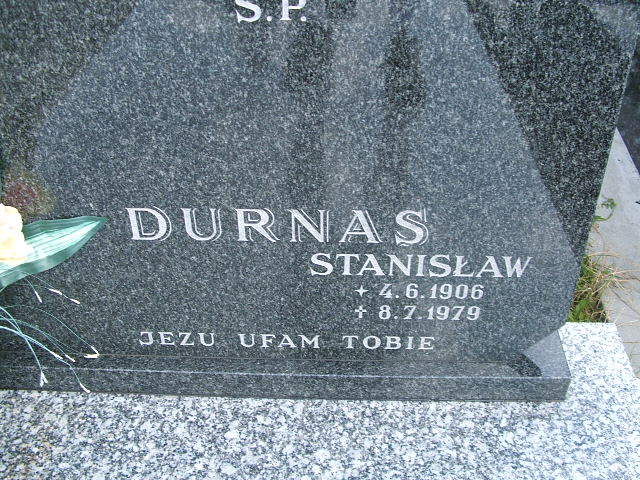 S.P.
DURNAS
STANISŁAW
✦ 4.6.1906
✝ 8.7.1979
JEZU UFAM TOBIE